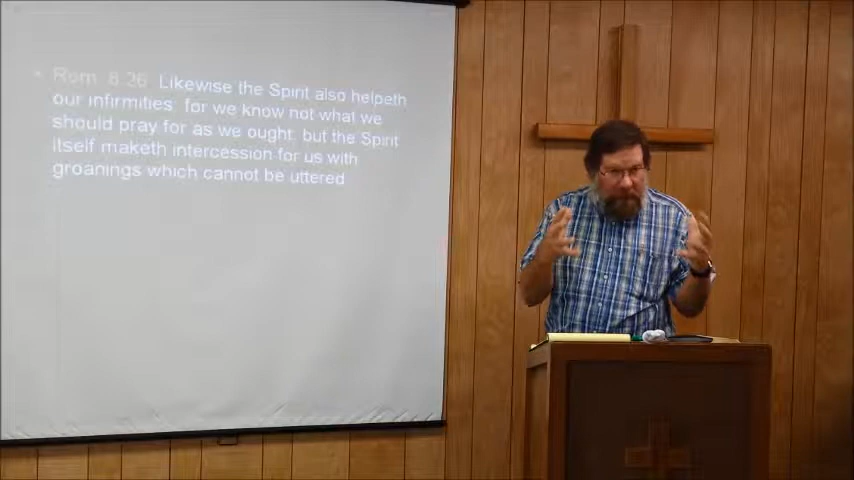 • Rom. 8:26 Likewise the Spirit also helpeth
our infirmities: for we know not what we
should pray for as we ought: but the Spirit
itself maketh intercession for us with
groanings which cannot be uttered